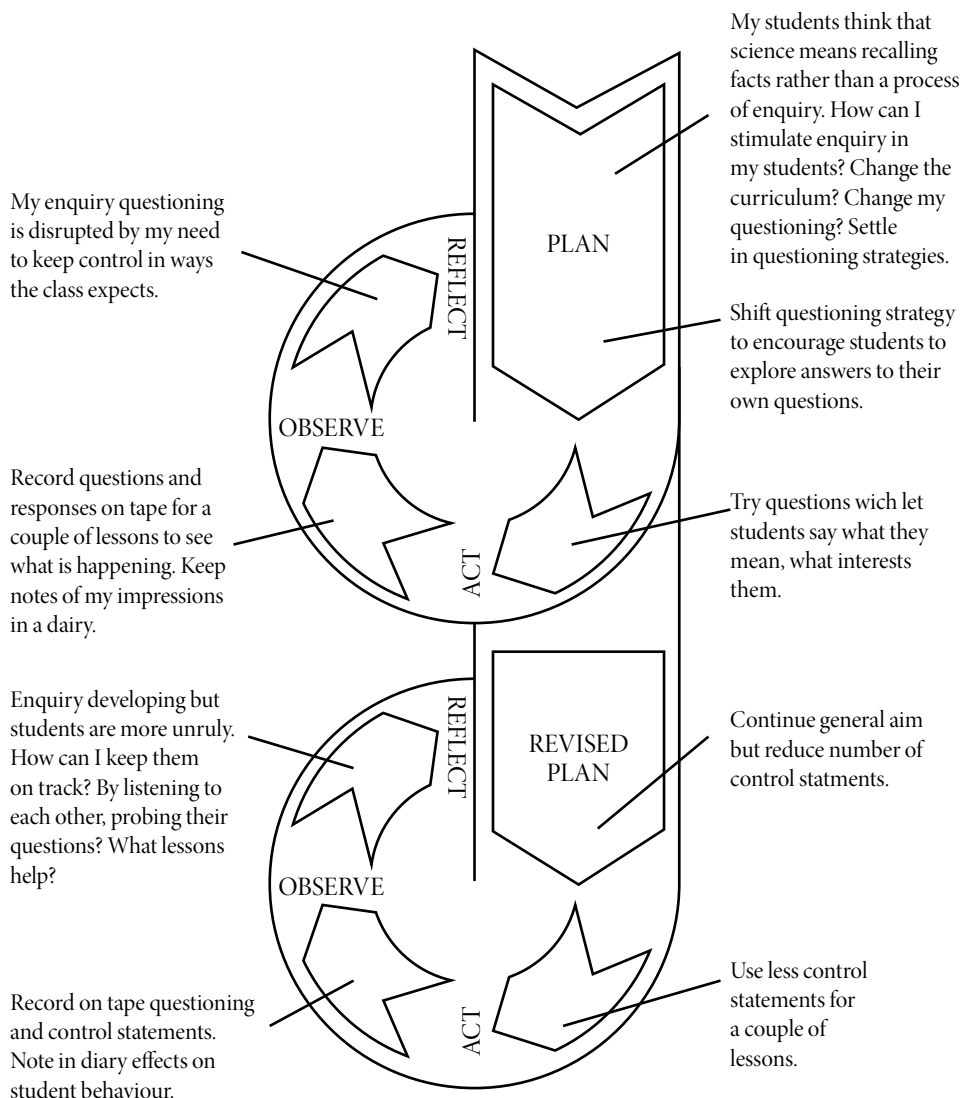 My students think that
science means recalling
facts rather than a process
of enquiry. How can I
stimulate enquiry in
my students? Change the
curriculum? Change my
questioning? Settle
in questioning strategies.
PLAN
Shift questioning strategy
to encourage students to
explore answers to their
own questions.
Try questions wich let
students say what they
mean, what interests
them.
ACT
OBSERVE
Record questions and
responses on tape for a
couple of lessons to see
what is happening. Keep
notes of my impressions
in a dairy.
REFLECT
My enquiry questioning
is disrupted by my need
to keep control in ways
the class expects.
REVISED
PLAN
Continue general aim
but reduce number of
control statments.
Use less control
statements for
a couple of
lessons.
ACT
OBSERVE
Record on tape questioning
and control statements.
Note in diary effects on
student behaviour.
REFLECT
Enquiry developing but
students are more unruly.
How can I keep them
on track? By listening to
each other, probing their
questions? What lessons
help?